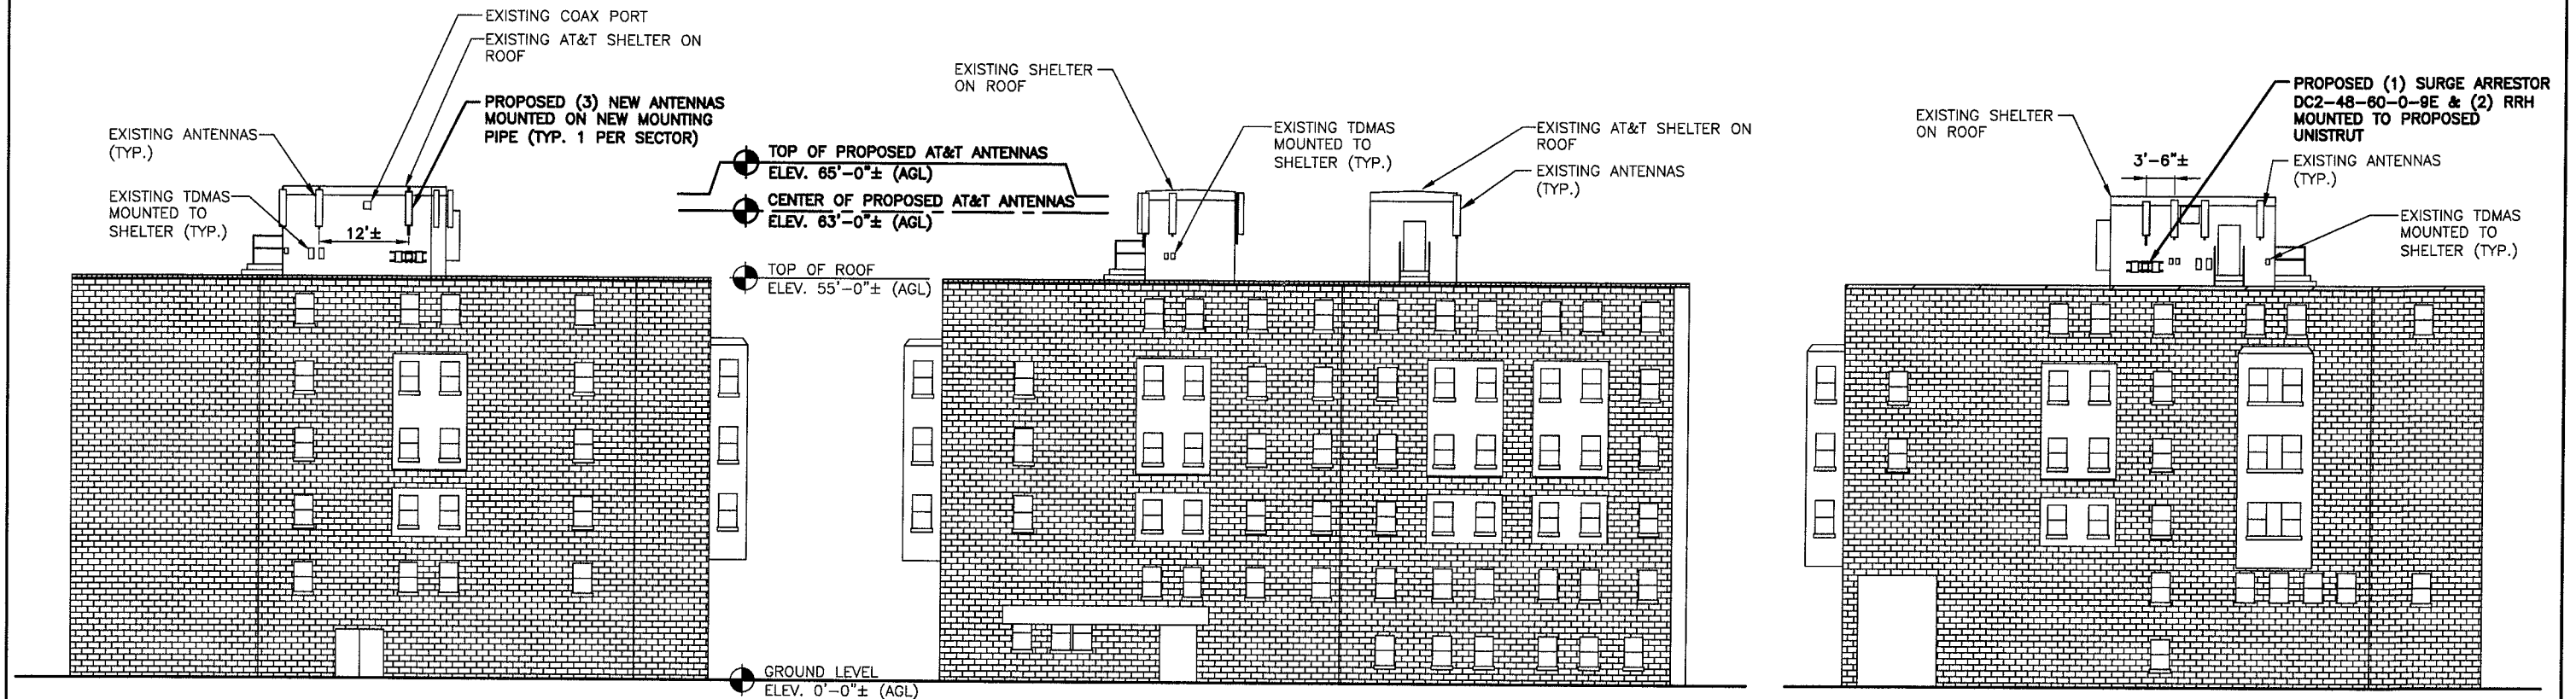 EXISTING COAX PORT
EXISTING AT&T SHELTER ON
ROOF
PROPOSED (3) NEW ANTENNAS
MOUNTED ON NEW MOUNTING
PIPE (TYP. 1 PER SECTOR)
EXISTING ANTENNAS
(TYP.)
EXISTING TDMAS
MOUNTED TO
SHELTER (TYP.)
12'±
TOP OF PROPOSED AT&T ANTENNAS
ELEV. 65'-0"± (AGL)
CENTER OF PROPOSED AT&T ANTENNAS
ELEV. 63'-0"± (AGL)
TOP OF ROOF
ELEV. 55'-0"± (AGL)
GROUND LEVEL
ELEV. 0'-0"± (AGL)
EXISTING SHELTER
ON ROOF
EXISTING TDMAS
MOUNTED TO
SHELTER (TYP.)
EXISTING AT&T SHELTER ON
ROOF
EXISTING ANTENNAS
(TYP.)
EXISTING SHELTER
ON ROOF
3'-6"±
PROPOSED (1) SURGE ARRESTOR
DC2-48-60-0-9E & (2) RRH
MOUNTED TO PROPOSED
UNISTRUT
EXISTING ANTENNAS
(TYP.)
EXISTING TDMAS
MOUNTED TO
SHELTER (TYP.)